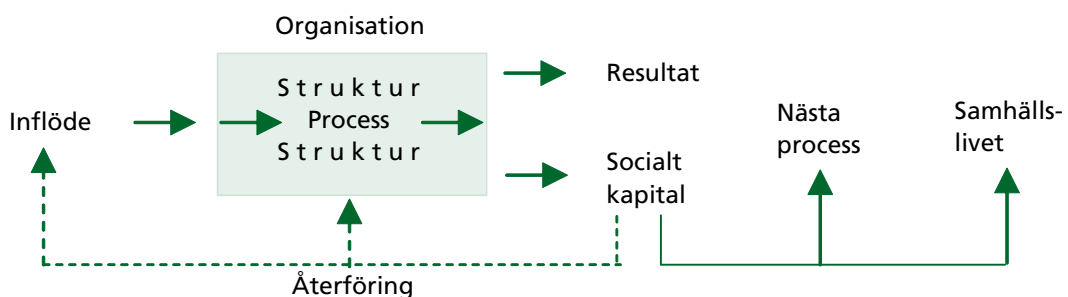 Organisation
Struktur
Process
Struktur
Inflöde
Resultat
Socialt
kapital
Nästa
process
Samhälls-
livet
Återföring